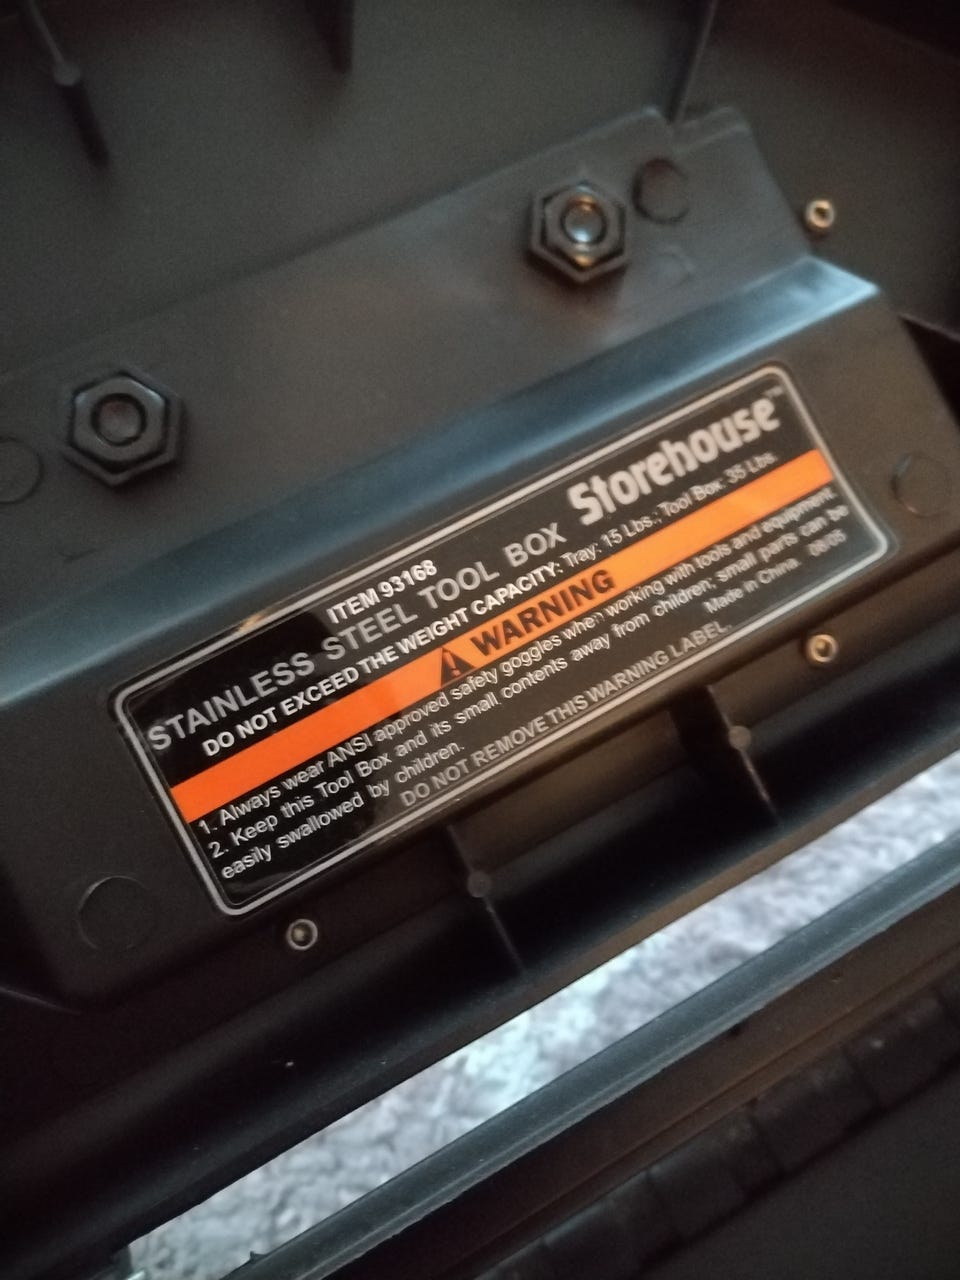 ITEM 93168
STAINLESS STEEL TOOL BOX Storehouse™
DO NOT EXCEED THE WEIGHT CAPACITY: Tray: 15 Lbs.; Tool Box: 35 Lbs.
WARNING
1. Always wear ANSI approved safety goggles when working with tools and equipment.
2. Keep this Tool Box and its small contents away from children; small parts can be
easily swallowed by children.
Made in China. 06/05
DO NOT REMOVE THIS WARNING LABEL.